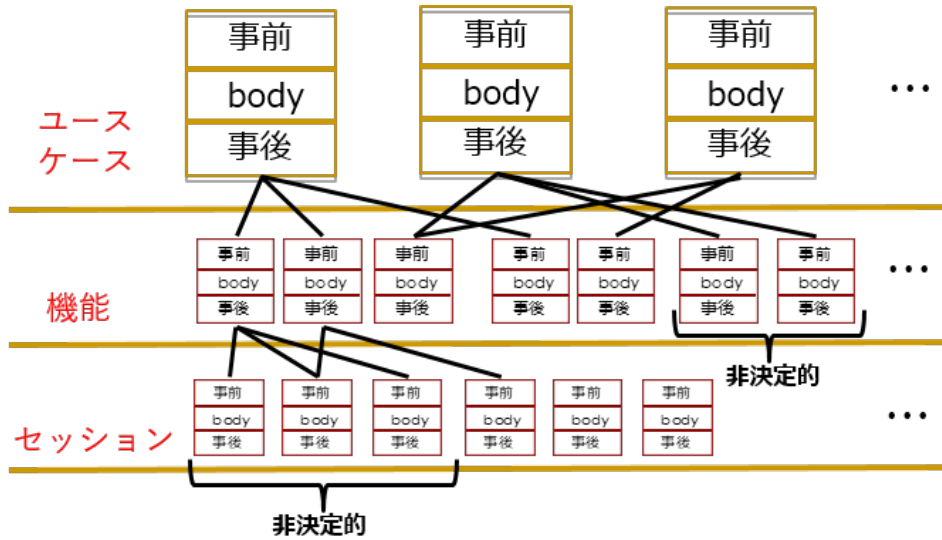 事前 事前 事前
body body body …
ユース
ケース
事後 事後 事後
事前 事前 事前 事前 事前 事前 事前
body body body body body body body …
機能
事後 事後 事後 事後 事後 事後 事後
非決定的
事前 事前 事前 事前 事前 事前
body body body body body body …
セッション
事後 事後 事後 事後 事後 事後
非決定的